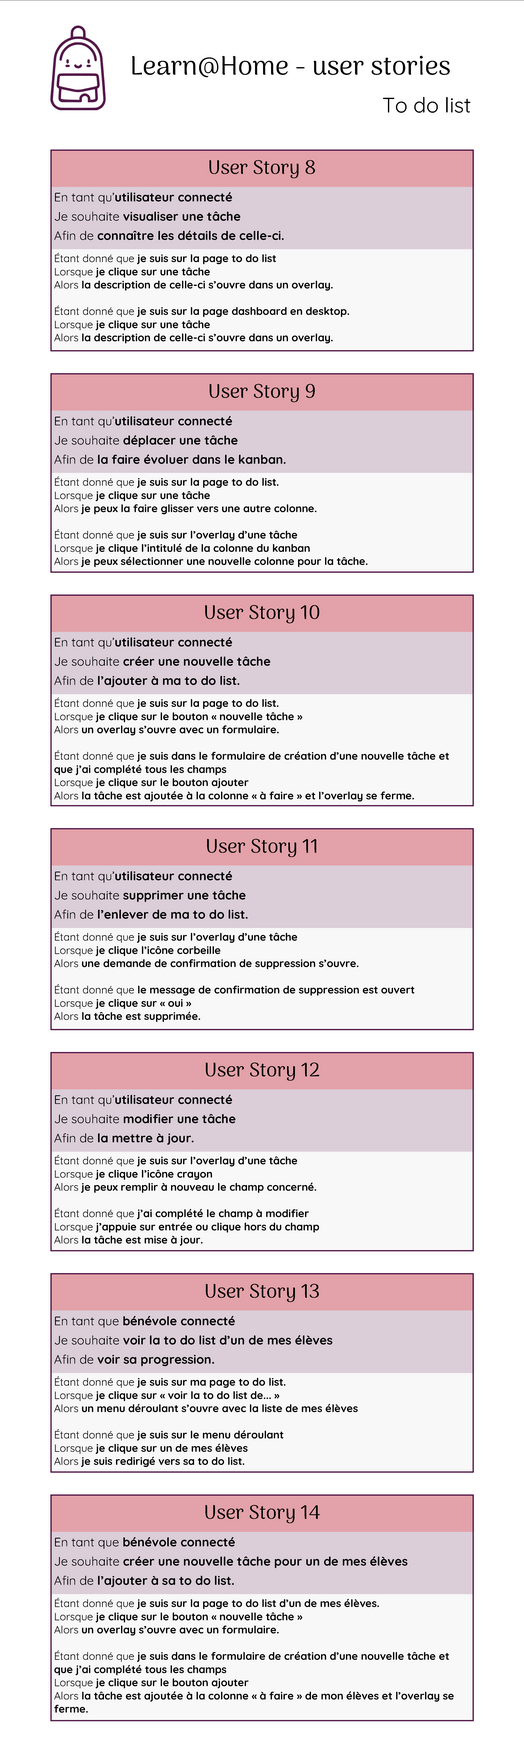 Learn@Home - user stories
To do list
User Story 8
En tant qu'utilisateur connecté
Je souhaite visualiser une tâche
Afin de connaître les détails de celle-ci.
Étant donné que je suis sur la page to do list
Lorsque je clique sur une tâche
Alors la description de celle-ci s'ouvre dans un overlay.
Étant donné que je suis sur la page dashboard en desktop.
Lorsque je clique sur une tâche
Alors la description de celle-ci s'ouvre dans un overlay.
User Story 9
En tant qu'utilisateur connecté
Je souhaite déplacer une tâche
Afin de la faire évoluer dans le kanban.
Étant donné que je suis sur la page to do list.
Lorsque je clique sur une tâche
Alors je peux la faire glisser vers une autre colonne.
Étant donné que je suis sur l'overlay d'une tâche
Lorsque je clique l'intitulé de la colonne du kanban
Alors je peux sélectionner une nouvelle colonne pour la tâche.
User Story 10
En tant qu'utilisateur connecté
Je souhaite créer une nouvelle tâche
Afin de l'ajouter à ma to do list.
Étant donné que je suis sur la page to do list.
Lorsque je clique sur le bouton « nouvelle tâche »
Alors un overlay s'ouvre avec un formulaire.
Étant donné que je suis dans le formulaire de création d'une nouvelle tâche et
que j'ai complété tous les champs
Lorsque je clique sur le bouton ajouter
Alors la tâche est ajoutée à la colonne « à faire » et l'overlay se ferme.
User Story 11
En tant qu'utilisateur connecté
Je souhaite supprimer une tâche
Afin de l'enlever de ma to do list.
Étant donné que je suis sur l'overlay d'une tâche
Lorsque je clique l'icône corbeille
Alors une demande de confirmation de suppression s'ouvre.
Étant donné que le message de confirmation de suppression est ouvert
Lorsque je clique sur « oui »
Alors la tâche est supprimée.
User Story 12
En tant qu'utilisateur connecté
Je souhaite modifier une tâche
Afin de la mettre à jour.
Étant donné que je suis sur l'overlay d'une tâche
Lorsque je clique l'icône crayon
Alors je peux remplir à nouveau le champ concerné.
Étant donné que j'ai complété le champ à modifier
Lorsque j'appuie sur entrée ou clique hors du champ
Alors la tâche est mise à jour.
User Story 13
En tant que bénévole connecté
Je souhaite voir la to do list d'un de mes élèves
Afin de voir sa progression.
Étant donné que je suis sur ma page to do list.
Lorsque je clique sur « voir la to do list de... »
Alors un menu déroulant s'ouvre avec la liste de mes élèves
Étant donné que je suis sur le menu déroulant
Lorsque je clique sur un de mes élèves
Alors je suis redirigé vers sa to do list.
User Story 14
En tant que bénévole connecté
Je souhaite créer une nouvelle tâche pour un de mes élèves
Afin de l'ajouter à sa to do list.
Étant donné que je suis sur la page to do list d'un de mes élèves.
Lorsque je clique sur le bouton « nouvelle tâche »
Alors un overlay s'ouvre avec un formulaire.
Étant donné que je suis dans le formulaire de création d'une nouvelle tâche et
que j'ai complété tous les champs
Lorsque je clique sur le bouton ajouter
Alors la tâche est ajoutée à la colonne « à faire » de mon élèves et l'overlay se
ferme.